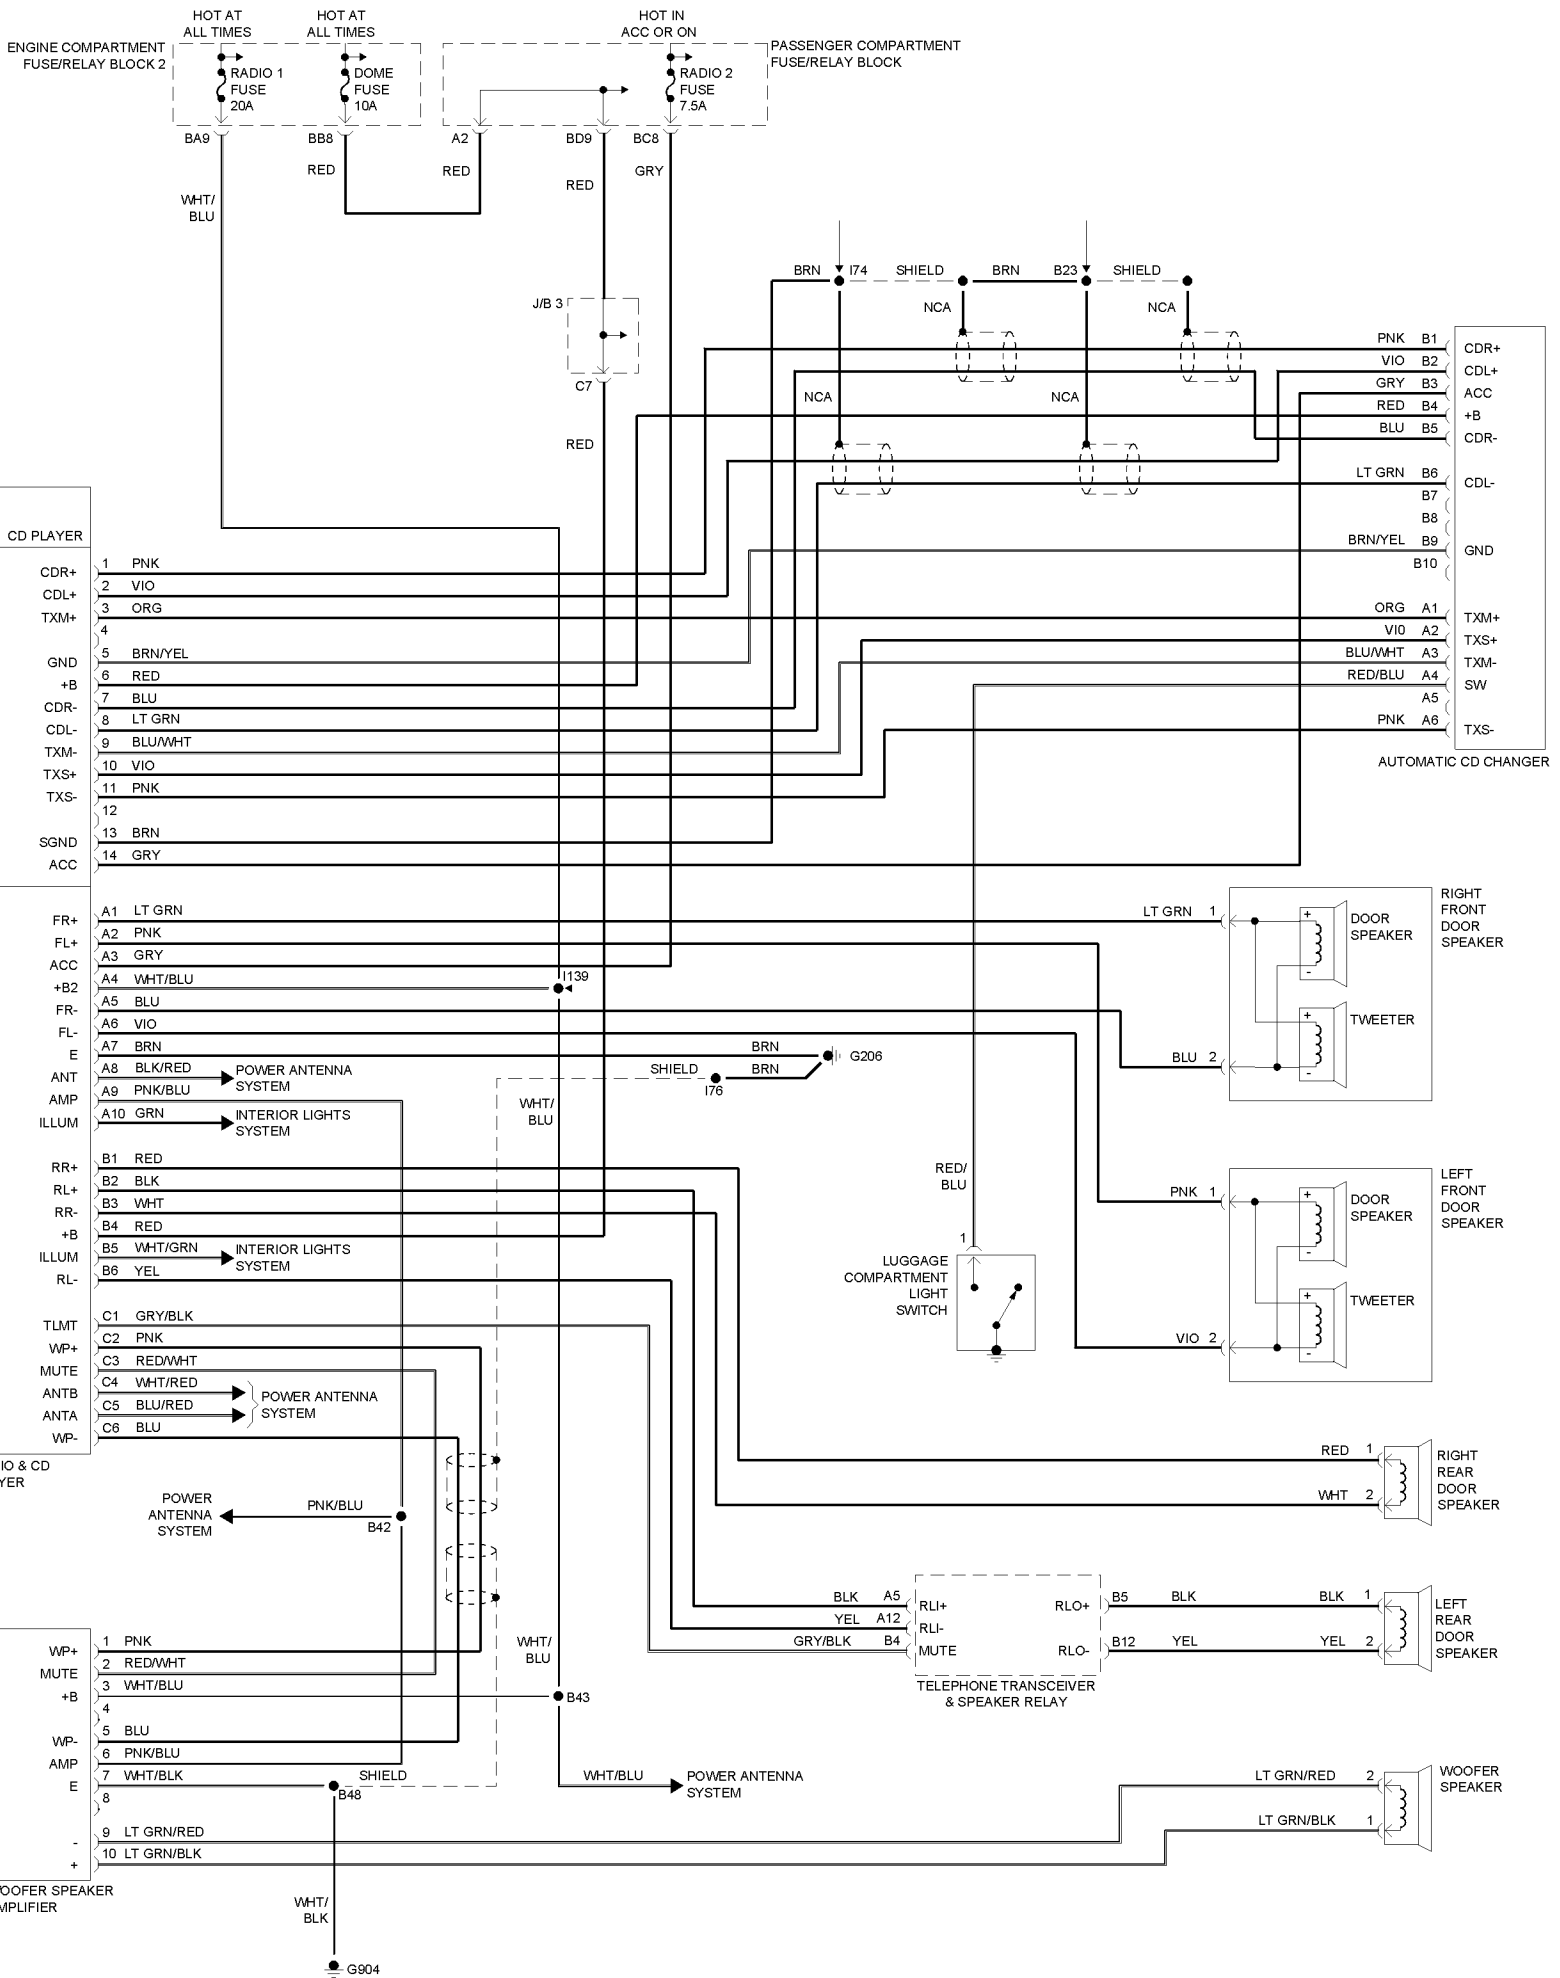 HOT AT
ALL TIMES
HOT AT
ALL TIMES
HOT IN
ACC OR ON
ENGINE COMPARTMENT
FUSE/RELAY BLOCK 2
RADIO 1
FUSE
20A
DOME
FUSE
10A
RADIO 2
FUSE
7.5A
PASSENGER COMPARTMENT
FUSE/RELAY BLOCK
BA9
BB8
A2
BD9
BC8
RED
RED
RED
GRY
WHT/
BLU
BRN
I74
SHIELD
BRN
B23
SHIELD
NCA
NCA
J/B 3
C7
NCA
NCA
RED
PNK B1 CDR+
VIO B2 CDL+
GRY B3 ACC
RED B4 +B
BLU B5 CDR-
LT GRN B6 CDL-
B7
B8
BRN/YEL B9 GND
B10
ORG A1 TXM+
VI0 A2 TXS+
BLU/WHT A3 TXM-
RED/BLU A4 SW
A5
PNK A6 TXS-
AUTOMATIC CD CHANGER
CD PLAYER
CDR+ 1 PNK
CDL+ 2 VIO
TXM+ 3 ORG
4
GND 5 BRN/YEL
+B 6 RED
CDR- 7 BLU
CDL- 8 LT GRN
TXM- 9 BLU/WHT
TXS+ 10 VIO
TXS- 11 PNK
12
SGND 13 BRN
ACC 14 GRY
FR+ A1 LT GRN
FL+ A2 PNK
ACC A3 GRY
+B2 A4 WHT/BLU
I139
FR- A5 BLU
FL- A6 VIO
E A7 BRN
BRN
G206
ANT A8 BLK/RED
POWER ANTENNA
SYSTEM
SHIELD
BRN
I76
AMP A9 PNK/BLU
ILLUM A10 GRN
INTERIOR LIGHTS
SYSTEM
WHT/
BLU
RR+ B1 RED
RL+ B2 BLK
RR- B3 WHT
+B B4 RED
ILLUM B5 WHT/GRN
INTERIOR LIGHTS
SYSTEM
RL- B6 YEL
TLMT C1 GRY/BLK
WP+ C2 PNK
MUTE C3 RED/WHT
ANTB C4 WHT/RED
ANTA C5 BLU/RED
POWER ANTENNA
SYSTEM
WP- C6 BLU
IO & CD
YER
LT GRN 1
+
-
DOOR
SPEAKER
RIGHT
FRONT
DOOR
SPEAKER
+
-
TWEETER
BLU 2
RED/
BLU
1
LUGGAGE
COMPARTMENT
LIGHT
SWITCH
PNK 1
+
-
DOOR
SPEAKER
LEFT
FRONT
DOOR
SPEAKER
+
-
TWEETER
VIO 2
RED 1
WHT 2
RIGHT
REAR
DOOR
SPEAKER
POWER
ANTENNA
SYSTEM
PNK/BLU
B42
BLK A5 RLI+
YEL A12 RLI-
GRY/BLK B4 MUTE
RLO+ B5 BLK
RLO- B12 YEL
TELEPHONE TRANSCEIVER
& SPEAKER RELAY
BLK 1
YEL 2
LEFT
REAR
DOOR
SPEAKER
WHT/
BLU
WP+ 1 PNK
MUTE 2 RED/WHT
+B 3 WHT/BLU
B43
4
WP- 5 BLU
AMP 6 PNK/BLU
E 7 WHT/BLK
SHIELD
B48
8
- 9 LT GRN/RED
+ 10 LT GRN/BLK
OOFER SPEAKER
MPLIFIER
WHT/BLU
POWER ANTENNA
SYSTEM
LT GRN/RED 2
LT GRN/BLK 1
WOOFER
SPEAKER
WHT/
BLK
G904